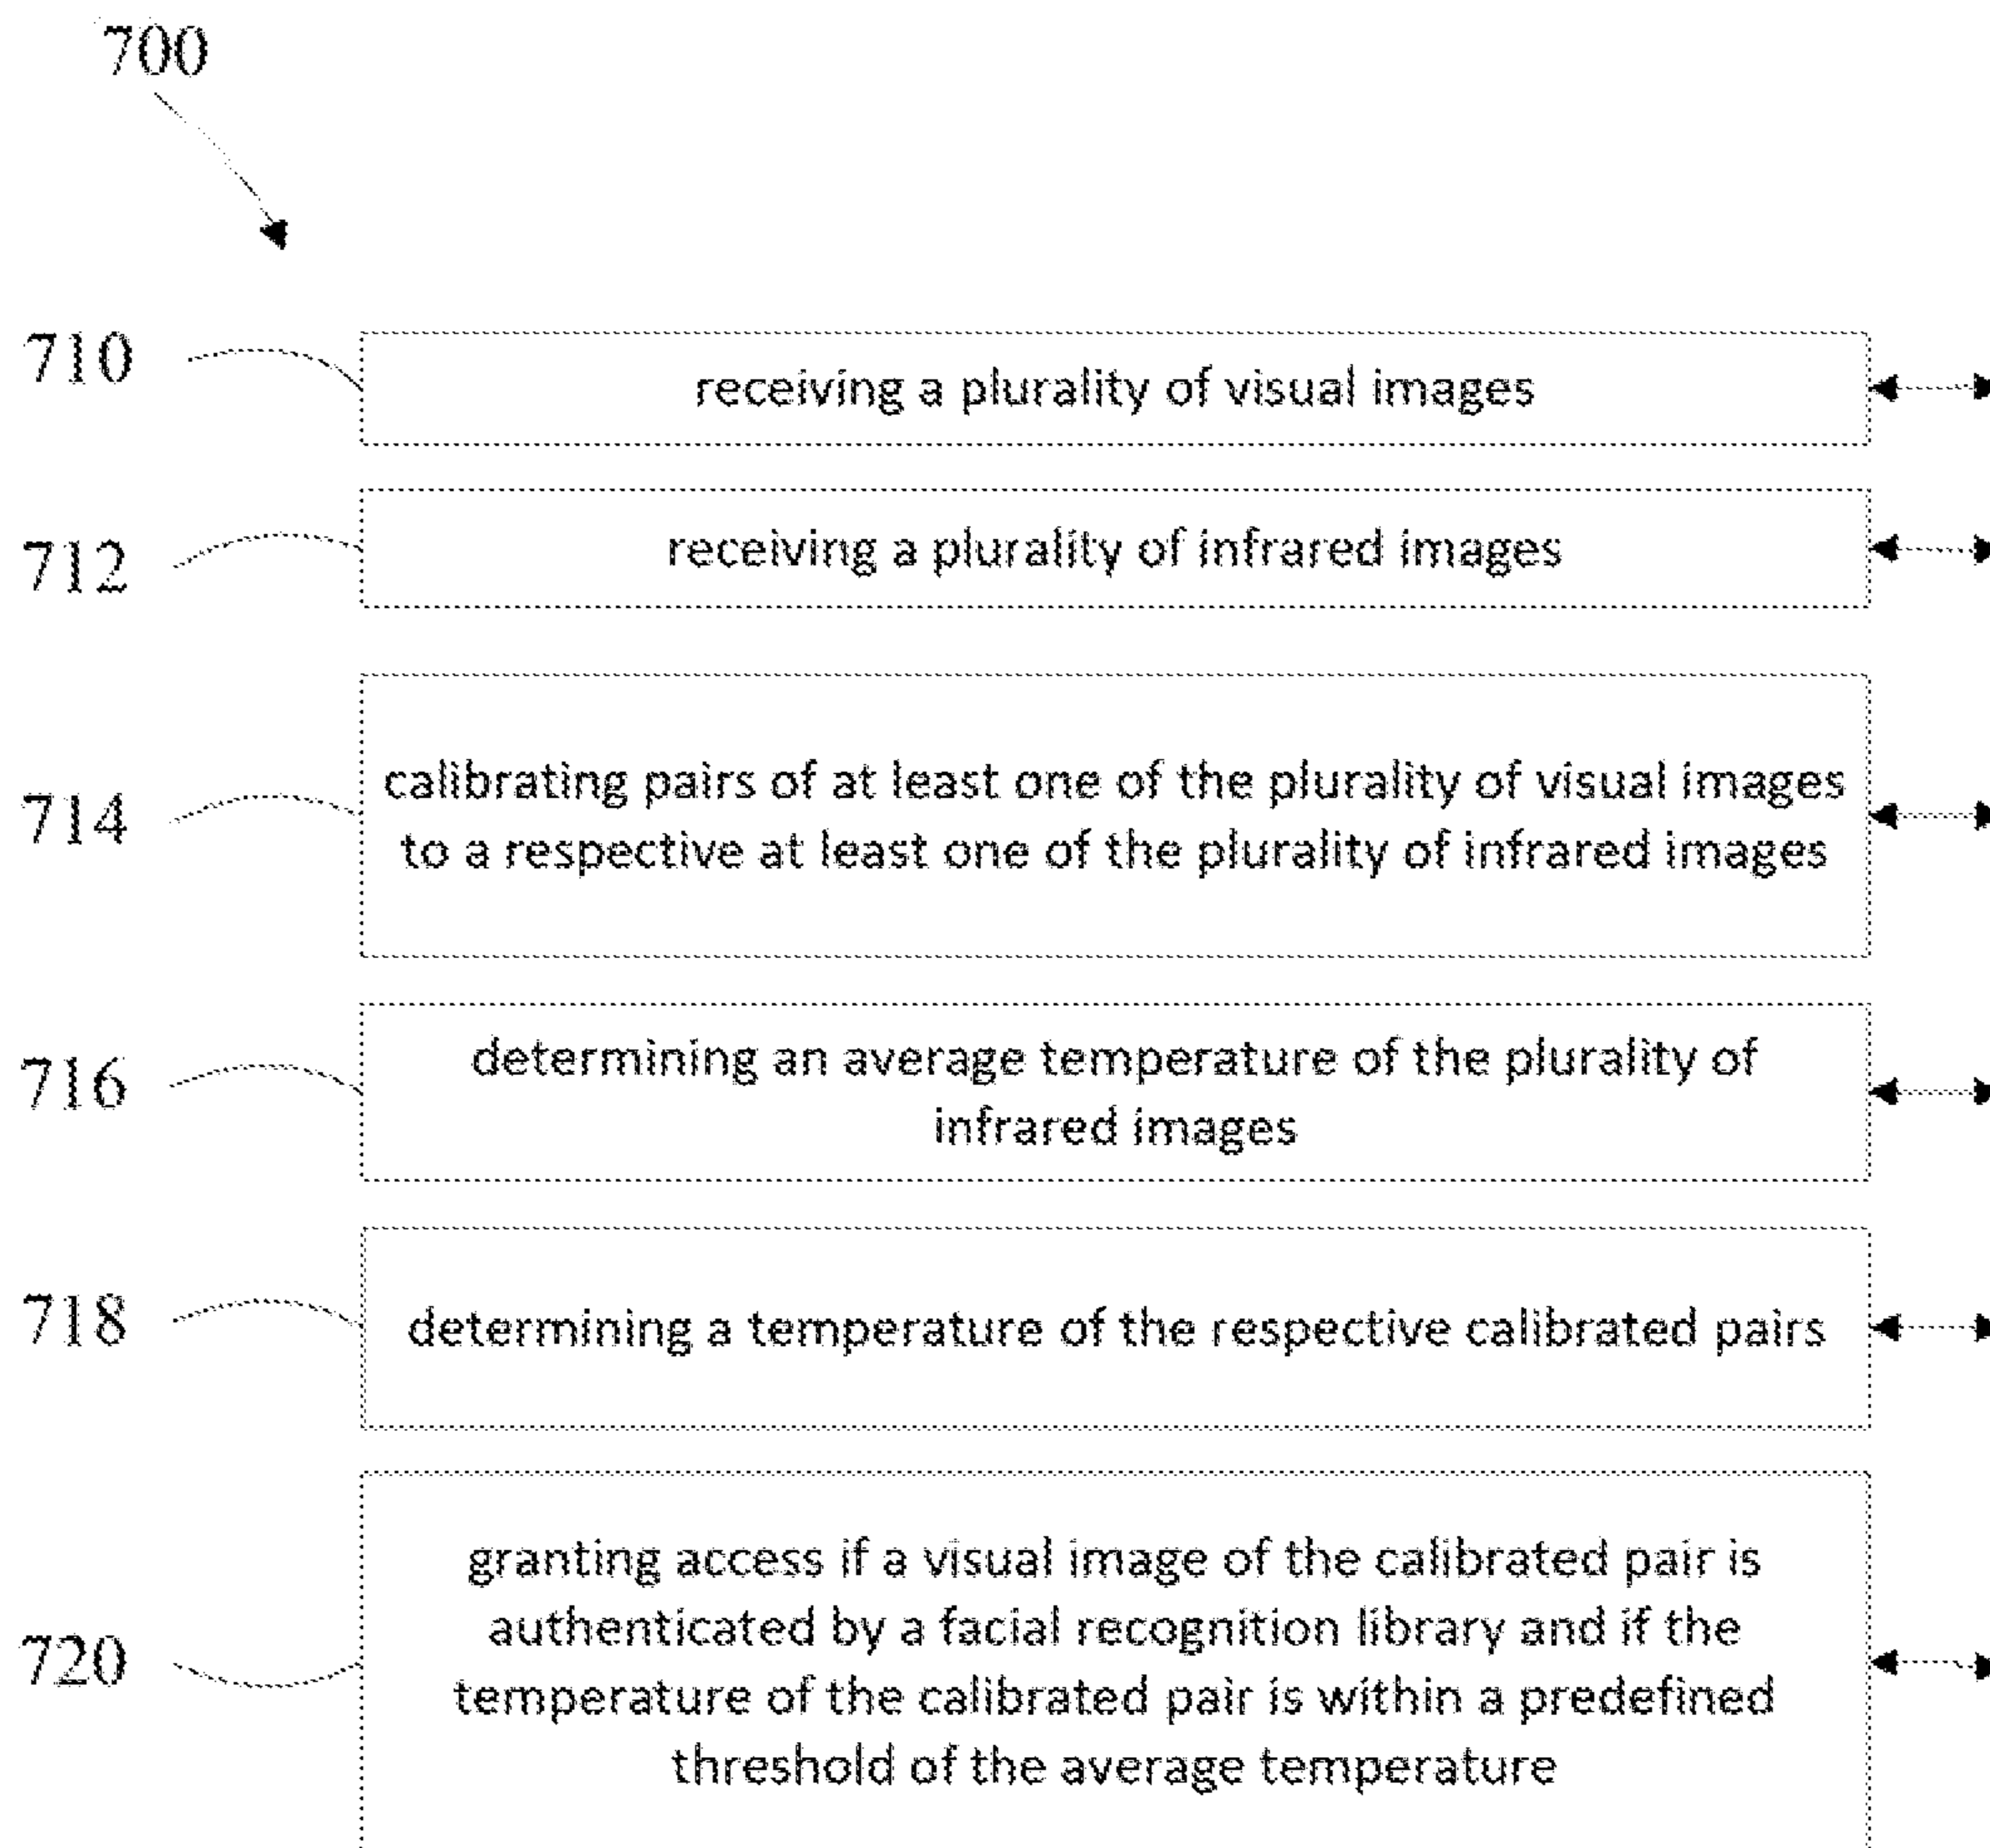 700
710
receiving a plurality of visual images
712
receiving a plurality of infrared images
714
calibrating pairs of at least one of the plurality of visual images
to a respective at least one of the plurality of infrared images
716
determining an average temperature of the plurality of
infrared images
718
determining a temperature of the respective calibrated pairs
720
granting access if a visual image of the calibrated pair is
authenticated by a facial recognition library and if the
temperature of the calibrated pair is within a predefined
threshold of the average temperature